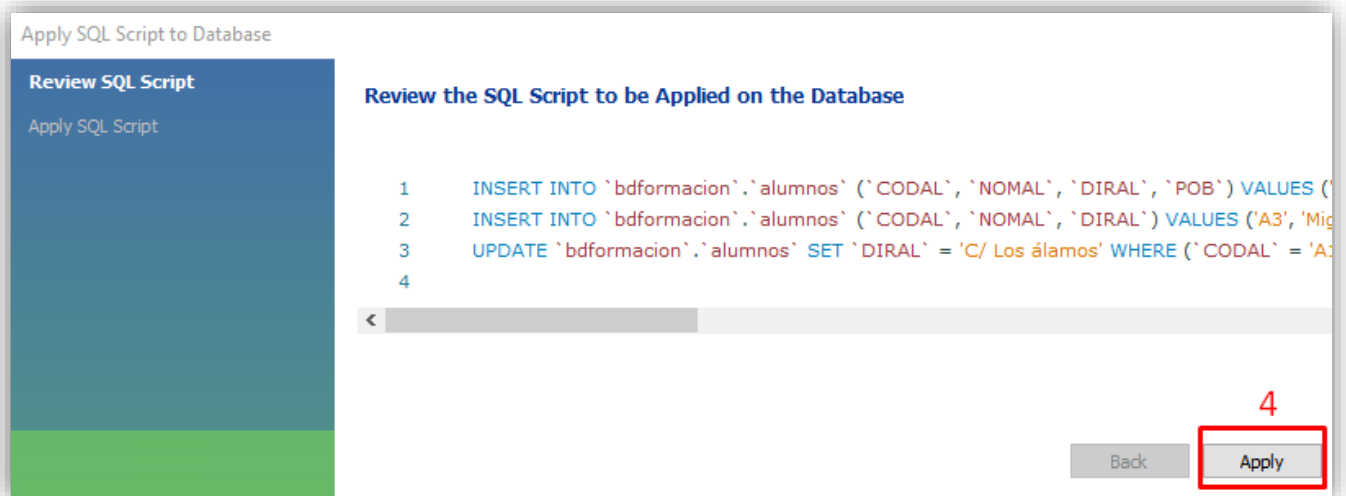 Apply SQL Script to Database
Review SQL Script
Apply SQL Script
Review the SQL Script to be Applied on the Database
1 INSERT INTO `bdformacion`.`alumnos` (`CODAL`, `NOMAL`, `DIRAL`, `POB`) VALUES ('
2 INSERT INTO `bdformacion`.`alumnos` (`CODAL`, `NOMAL`, `DIRAL`) VALUES ('A3', 'Mig
3 UPDATE `bdformacion`.`alumnos` SET `DIRAL` = 'C/ Los álamos' WHERE (`CODAL` = 'A1
4
4
Back Apply